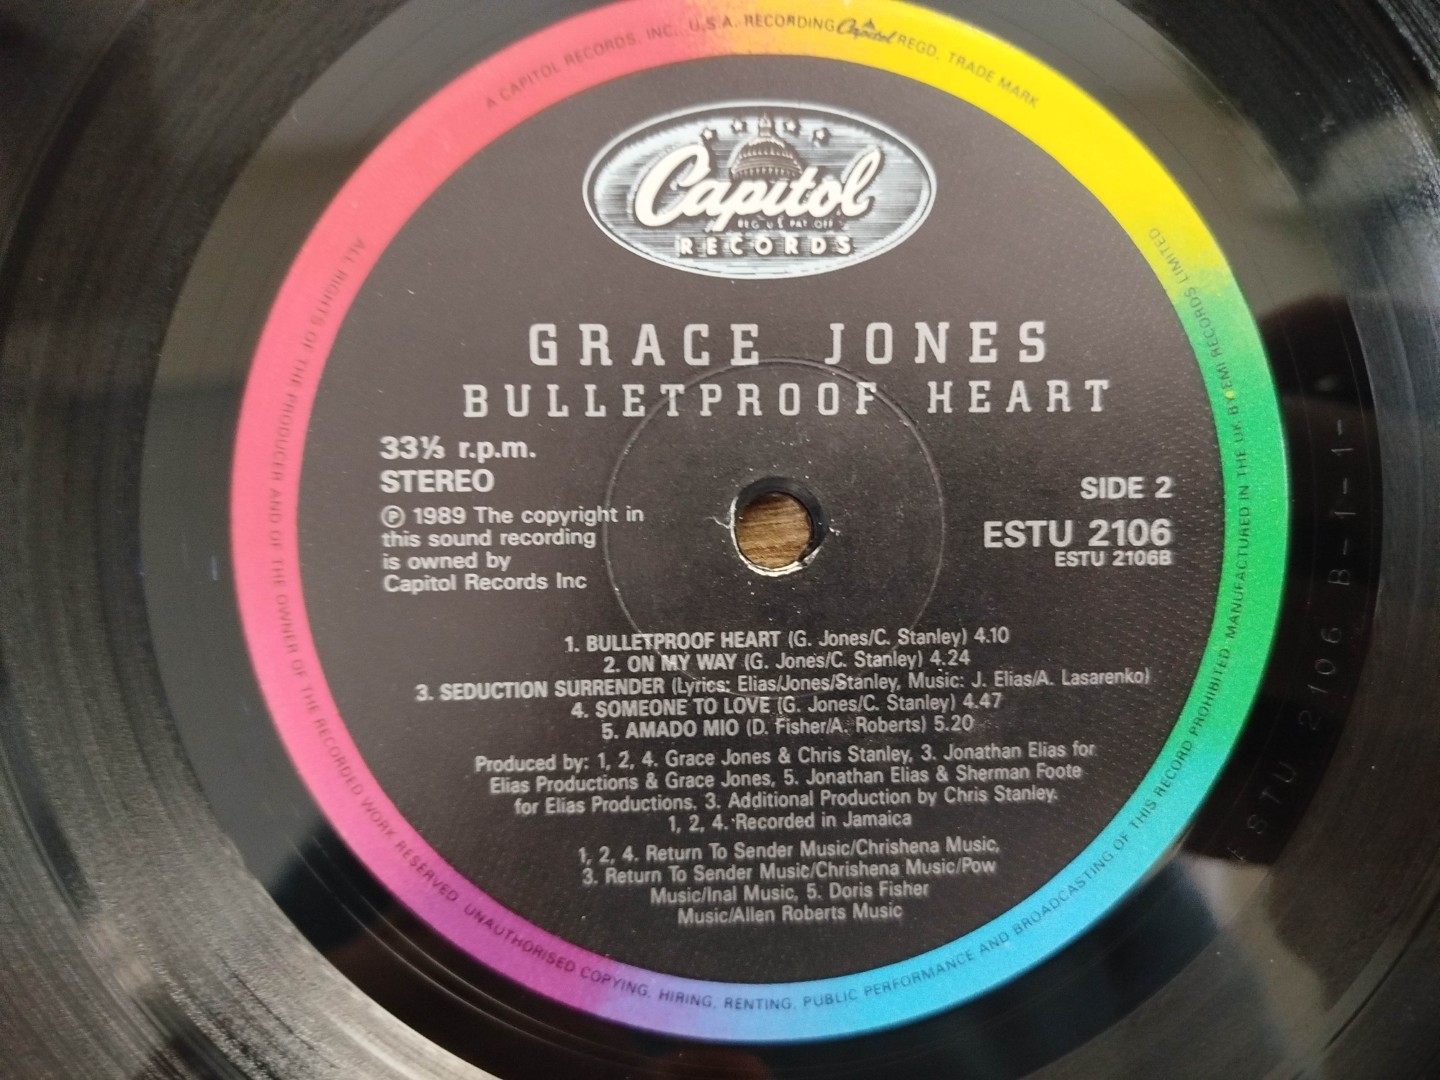 A CAPITOL RECORDS, INC., U.S.A. RECORDING Capitol REGD. TRADE MARK
Capitol
REG. U.S. PAT. OFF.
RECORDS
GRACE JONES
BULLETPROOF HEART
33⅓ r.p.m.
STEREO
℗ 1989 The copyright in
this sound recording
is owned by
Capitol Records Inc
SIDE 2
ESTU 2106
ESTU 2106B
1. BULLETPROOF HEART (G. Jones/C. Stanley) 4.10
2. ON MY WAY (G. Jones/C. Stanley) 4.24
3. SEDUCTION SURRENDER (Lyrics: Elias/Jones/Stanley, Music: J. Elias/A. Lasarenko)
4. SOMEONE TO LOVE (G. Jones/C. Stanley) 4.47
5. AMADO MIO (D. Fisher/A. Roberts) 5.20
Produced by: 1, 2, 4. Grace Jones & Chris Stanley, 3. Jonathan Elias for
Elias Productions & Grace Jones, 5. Jonathan Elias & Sherman Foote
for Elias Productions, 3. Additional Production by Chris Stanley.
1, 2, 4. Recorded in Jamaica
1, 2, 4. Return To Sender Music/Chrishena Music,
3. Return To Sender Music/Chrishena Music/Pow
Music/Inal Music, 5. Doris Fisher
Music/Allen Roberts Music
ALL RIGHTS OF THE PRODUCER AND OF THE OWNER OF THE RECORDED WORK RESERVED. UNAUTHORISED COPYING, HIRING, RENTING, PUBLIC PERFORMANCE AND BROADCASTING OF THIS RECORD PROHIBITED. MANUFACTURED IN THE UK BY EMI RECORDS LIMITED
ESTU 2106 B-1-1-